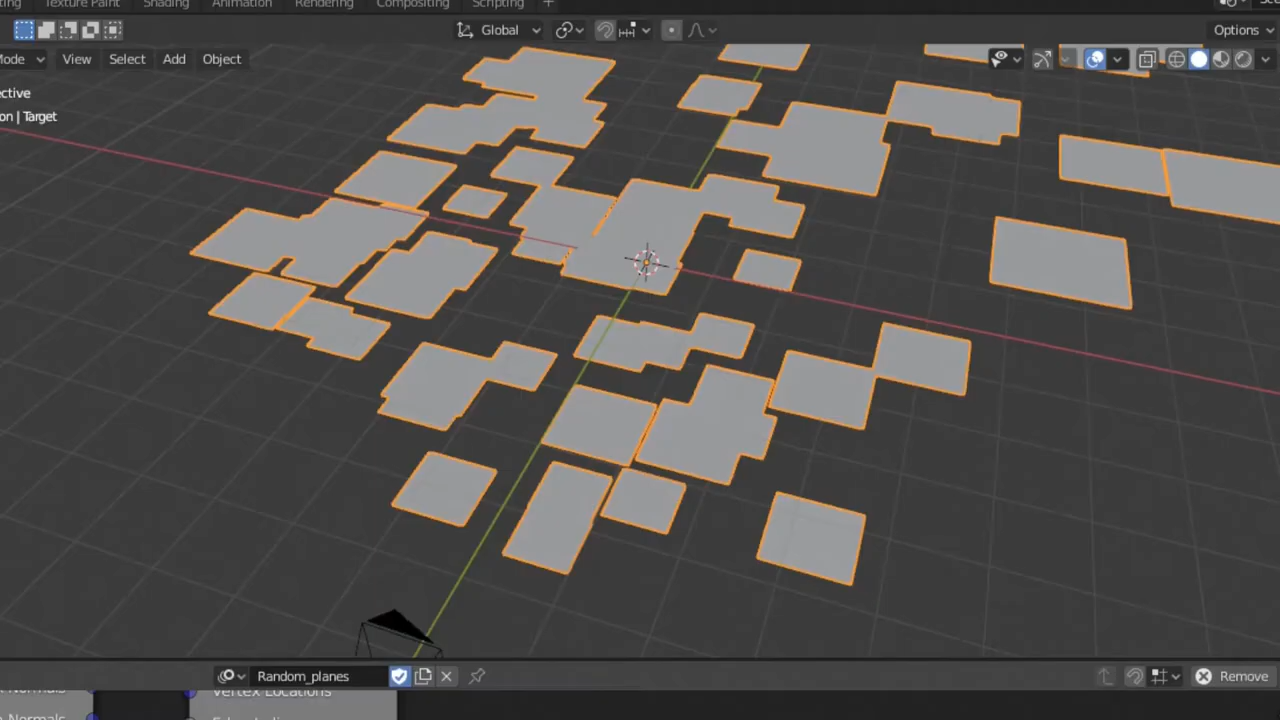 Texture Paint Shading Animation Rendering Compositing Scripting +
Global Options
Mode View Select Add Object
ctive
on | Target
Random_planes Remove
Vertex Locations